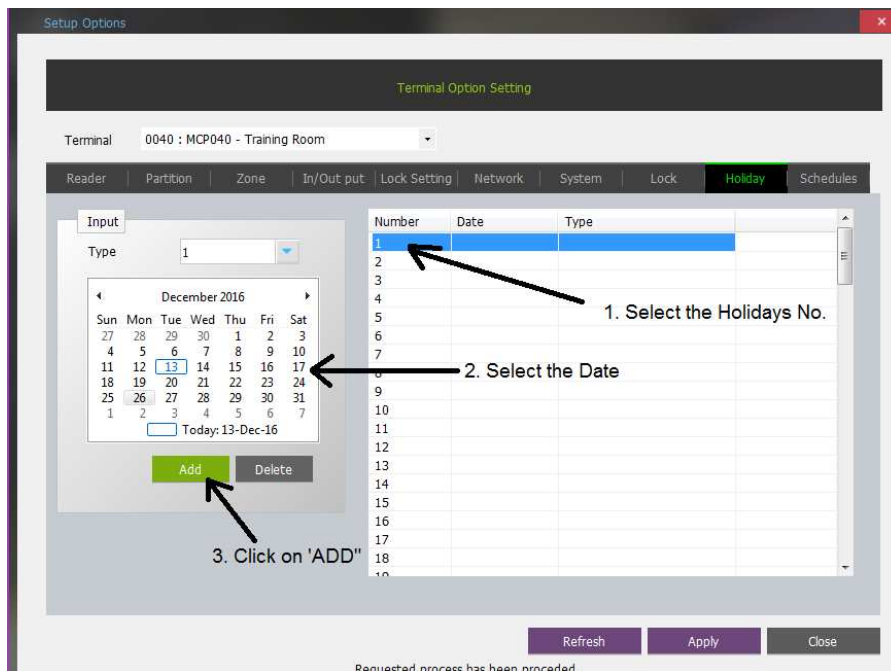 Setup Options
Terminal Option Setting
Terminal 0040 : MCP040 - Training Room
Reader Partition Zone In/Out put Lock Setting Network System Lock Holiday Schedules
Input
Type 1
December 2016
Sun Mon Tue Wed Thu Fri Sat
27 28 29 30 1 2 3
4 5 6 7 8 9 10
11 12 13 14 15 16 17
18 19 20 21 22 23 24
25 26 27 28 29 30 31
1 2 3 4 5 6 7
Today: 13-Dec-16
Add Delete
3. Click on 'ADD"
Number Date Type
1
2
3
4
5
6
7
8
9
10
11
12
13
14
15
16
17
18
19
1. Select the Holidays No.
2. Select the Date
Refresh Apply Close
Requested process has been proceded